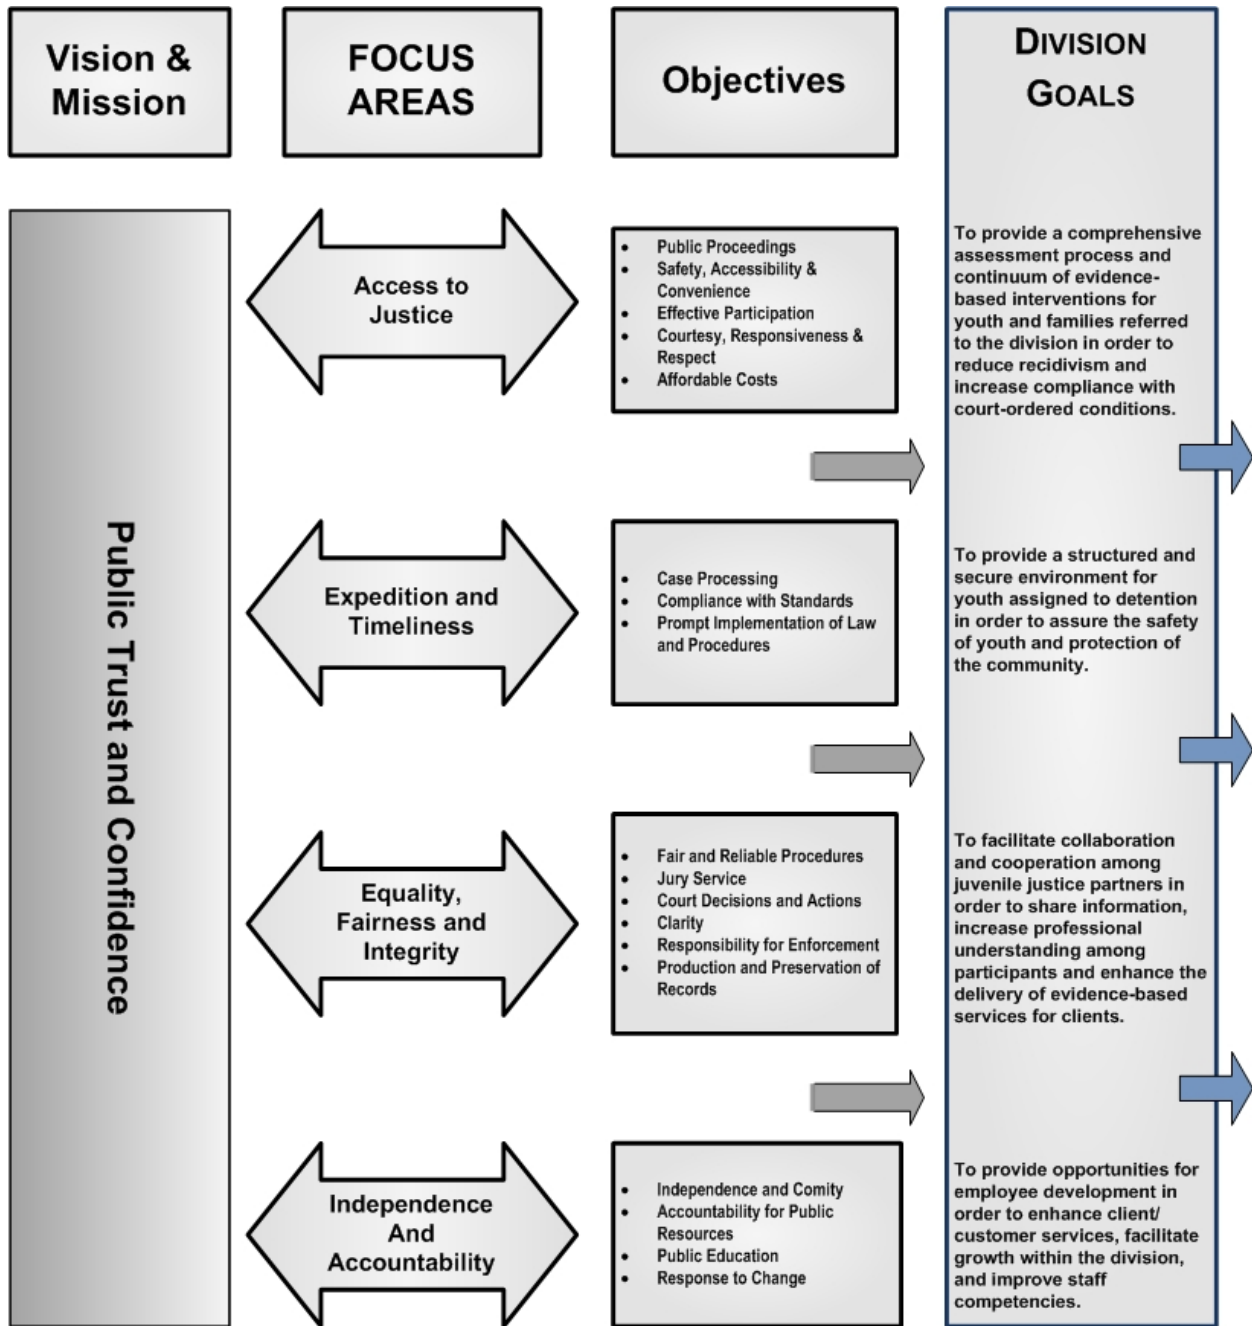 Vision &
Mission
FOCUS
AREAS
Objectives
DIVISION
GOALS
Public Trust and Confidence
Access to
Justice
• Public Proceedings
• Safety, Accessibility &
Convenience
• Effective Participation
• Courtesy, Responsiveness &
Respect
• Affordable Costs
To provide a comprehensive
assessment process and
continuum of evidence-
based interventions for
youth and families referred
to the division in order to
reduce recidivism and
increase compliance with
court-ordered conditions.
Expedition and
Timeliness
• Case Processing
• Compliance with Standards
• Prompt Implementation of Law
and Procedures
To provide a structured and
secure environment for
youth assigned to detention
in order to assure the safety
of youth and protection of
the community.
Equality,
Fairness and
Integrity
• Fair and Reliable Procedures
• Jury Service
• Court Decisions and Actions
• Clarity
• Responsibility for Enforcement
• Production and Preservation of
Records
To facilitate collaboration
and cooperation among
juvenile justice partners in
order to share information,
increase professional
understanding among
participants and enhance the
delivery of evidence-based
services for clients.
Independence
And
Accountability
• Independence and Comity
• Accountability for Public
Resources
• Public Education
• Response to Change
To provide opportunities for
employee development in
order to enhance client/
customer services, facilitate
growth within the division,
and improve staff
competencies.